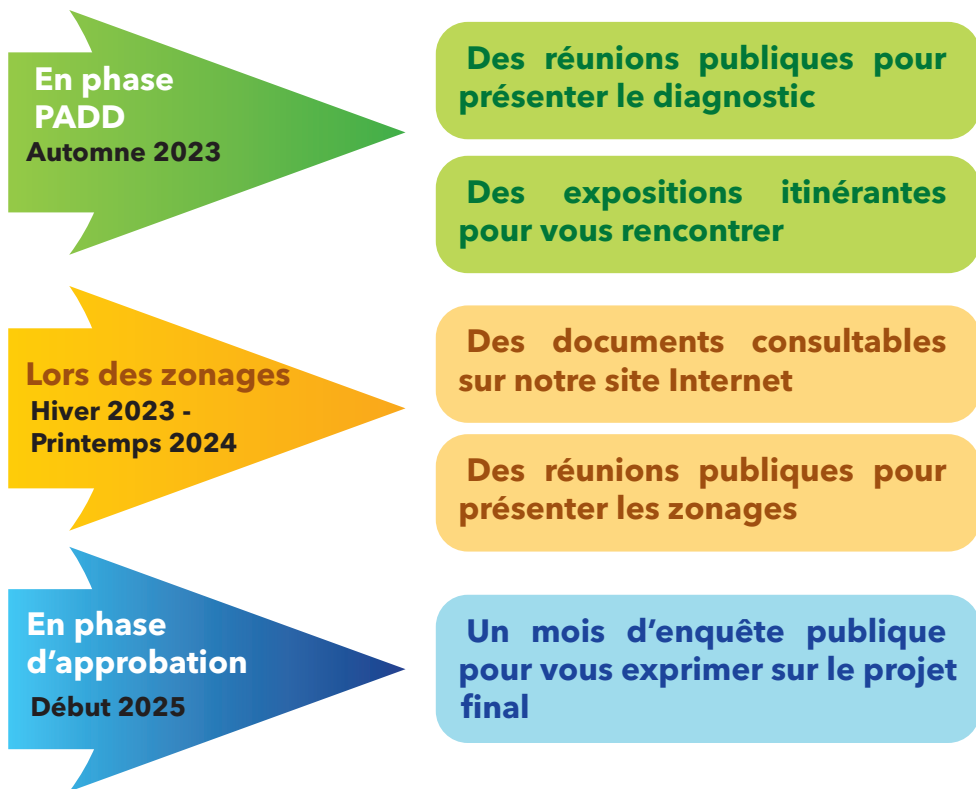 En phase
PADD
Automne 2023
Des réunions publiques pour
présenter le diagnostic
Des expositions itinérantes
pour vous rencontrer
Lors des zonages
Hiver 2023 -
Printemps 2024
Des documents consultables
sur notre site Internet
Des réunions publiques pour
présenter les zonages
En phase
d'approbation
Début 2025
Un mois d'enquête publique
pour vous exprimer sur le projet
final